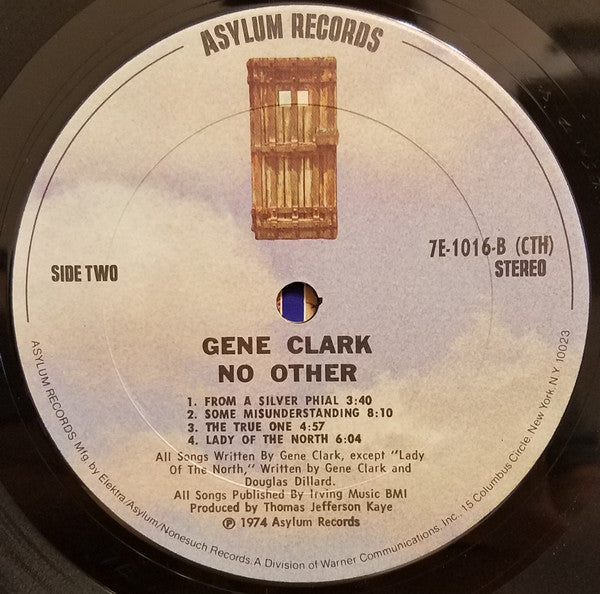 ASYLUM RECORDS
7E-1016-B (CTH)
SIDE TWO
STEREO
GENE CLARK
NO OTHER
1. FROM A SILVER PHIAL 3:40
2. SOME MISUNDERSTANDING 8:10
3. THE TRUE ONE 4:57
4. LADY OF THE NORTH 6:04
All Songs Written By Gene Clark, except "Lady
Of The North," Written by Gene Clark and
Douglas Dillard.
All Songs Published By Irving Music BMI
Produced by Thomas Jefferson Kaye
Ⓟ 1974 Asylum Records
ASYLUM RECORDS Mfg. by Elektra/Asylum/Nonesuch Records. A Division of Warner Communications, Inc., 15 Columbus Circle New York, N Y 10023